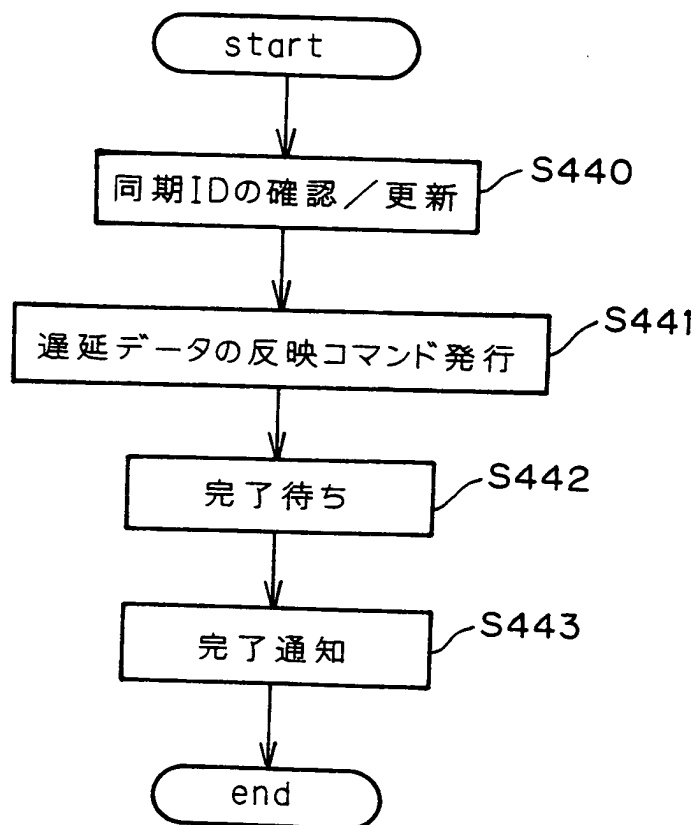 start
同期IDの確認／更新
S440
遅延データの反映コマンド発行
S441
完了待ち
S442
完了通知
S443
end